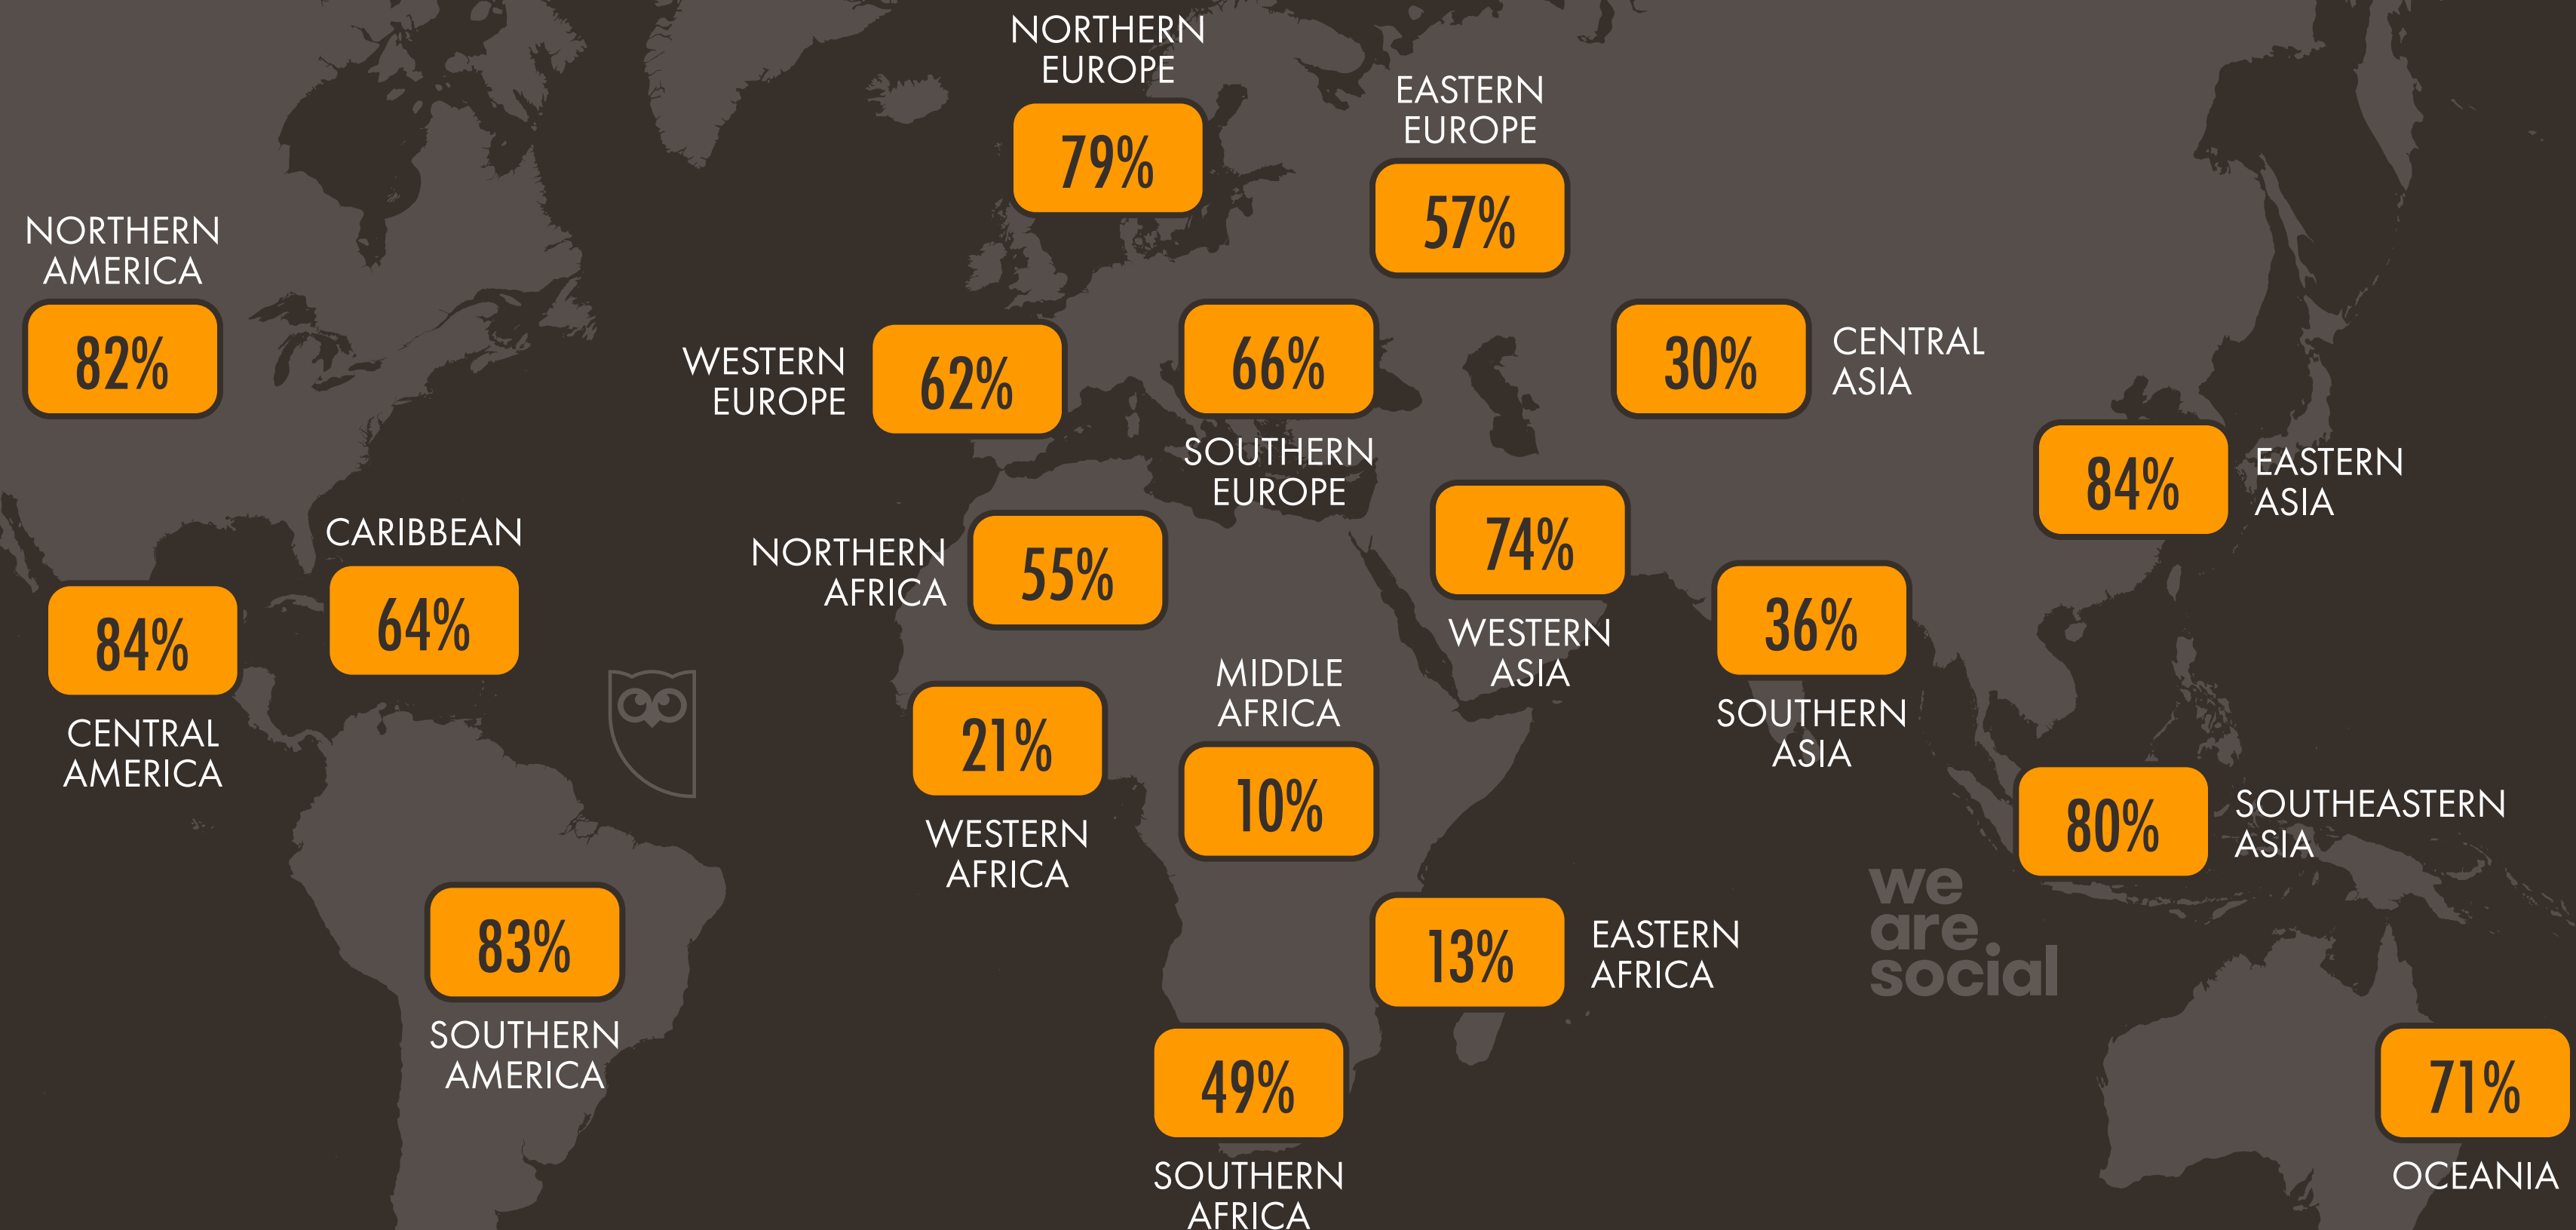 NORTHERN
EUROPE
79%
EASTERN
EUROPE
57%
NORTHERN
AMERICA
82%
WESTERN
EUROPE
62%
66%
SOUTHERN
EUROPE
30%
CENTRAL
ASIA
84%
EASTERN
ASIA
CARIBBEAN
64%
84%
CENTRAL
AMERICA
NORTHERN
AFRICA
55%
74%
WESTERN
ASIA
36%
SOUTHERN
ASIA
21%
WESTERN
AFRICA
MIDDLE
AFRICA
10%
80%
SOUTHEASTERN
ASIA
83%
SOUTHERN
AMERICA
13%
EASTERN
AFRICA
we
are
social
49%
SOUTHERN
AFRICA
71%
OCEANIA